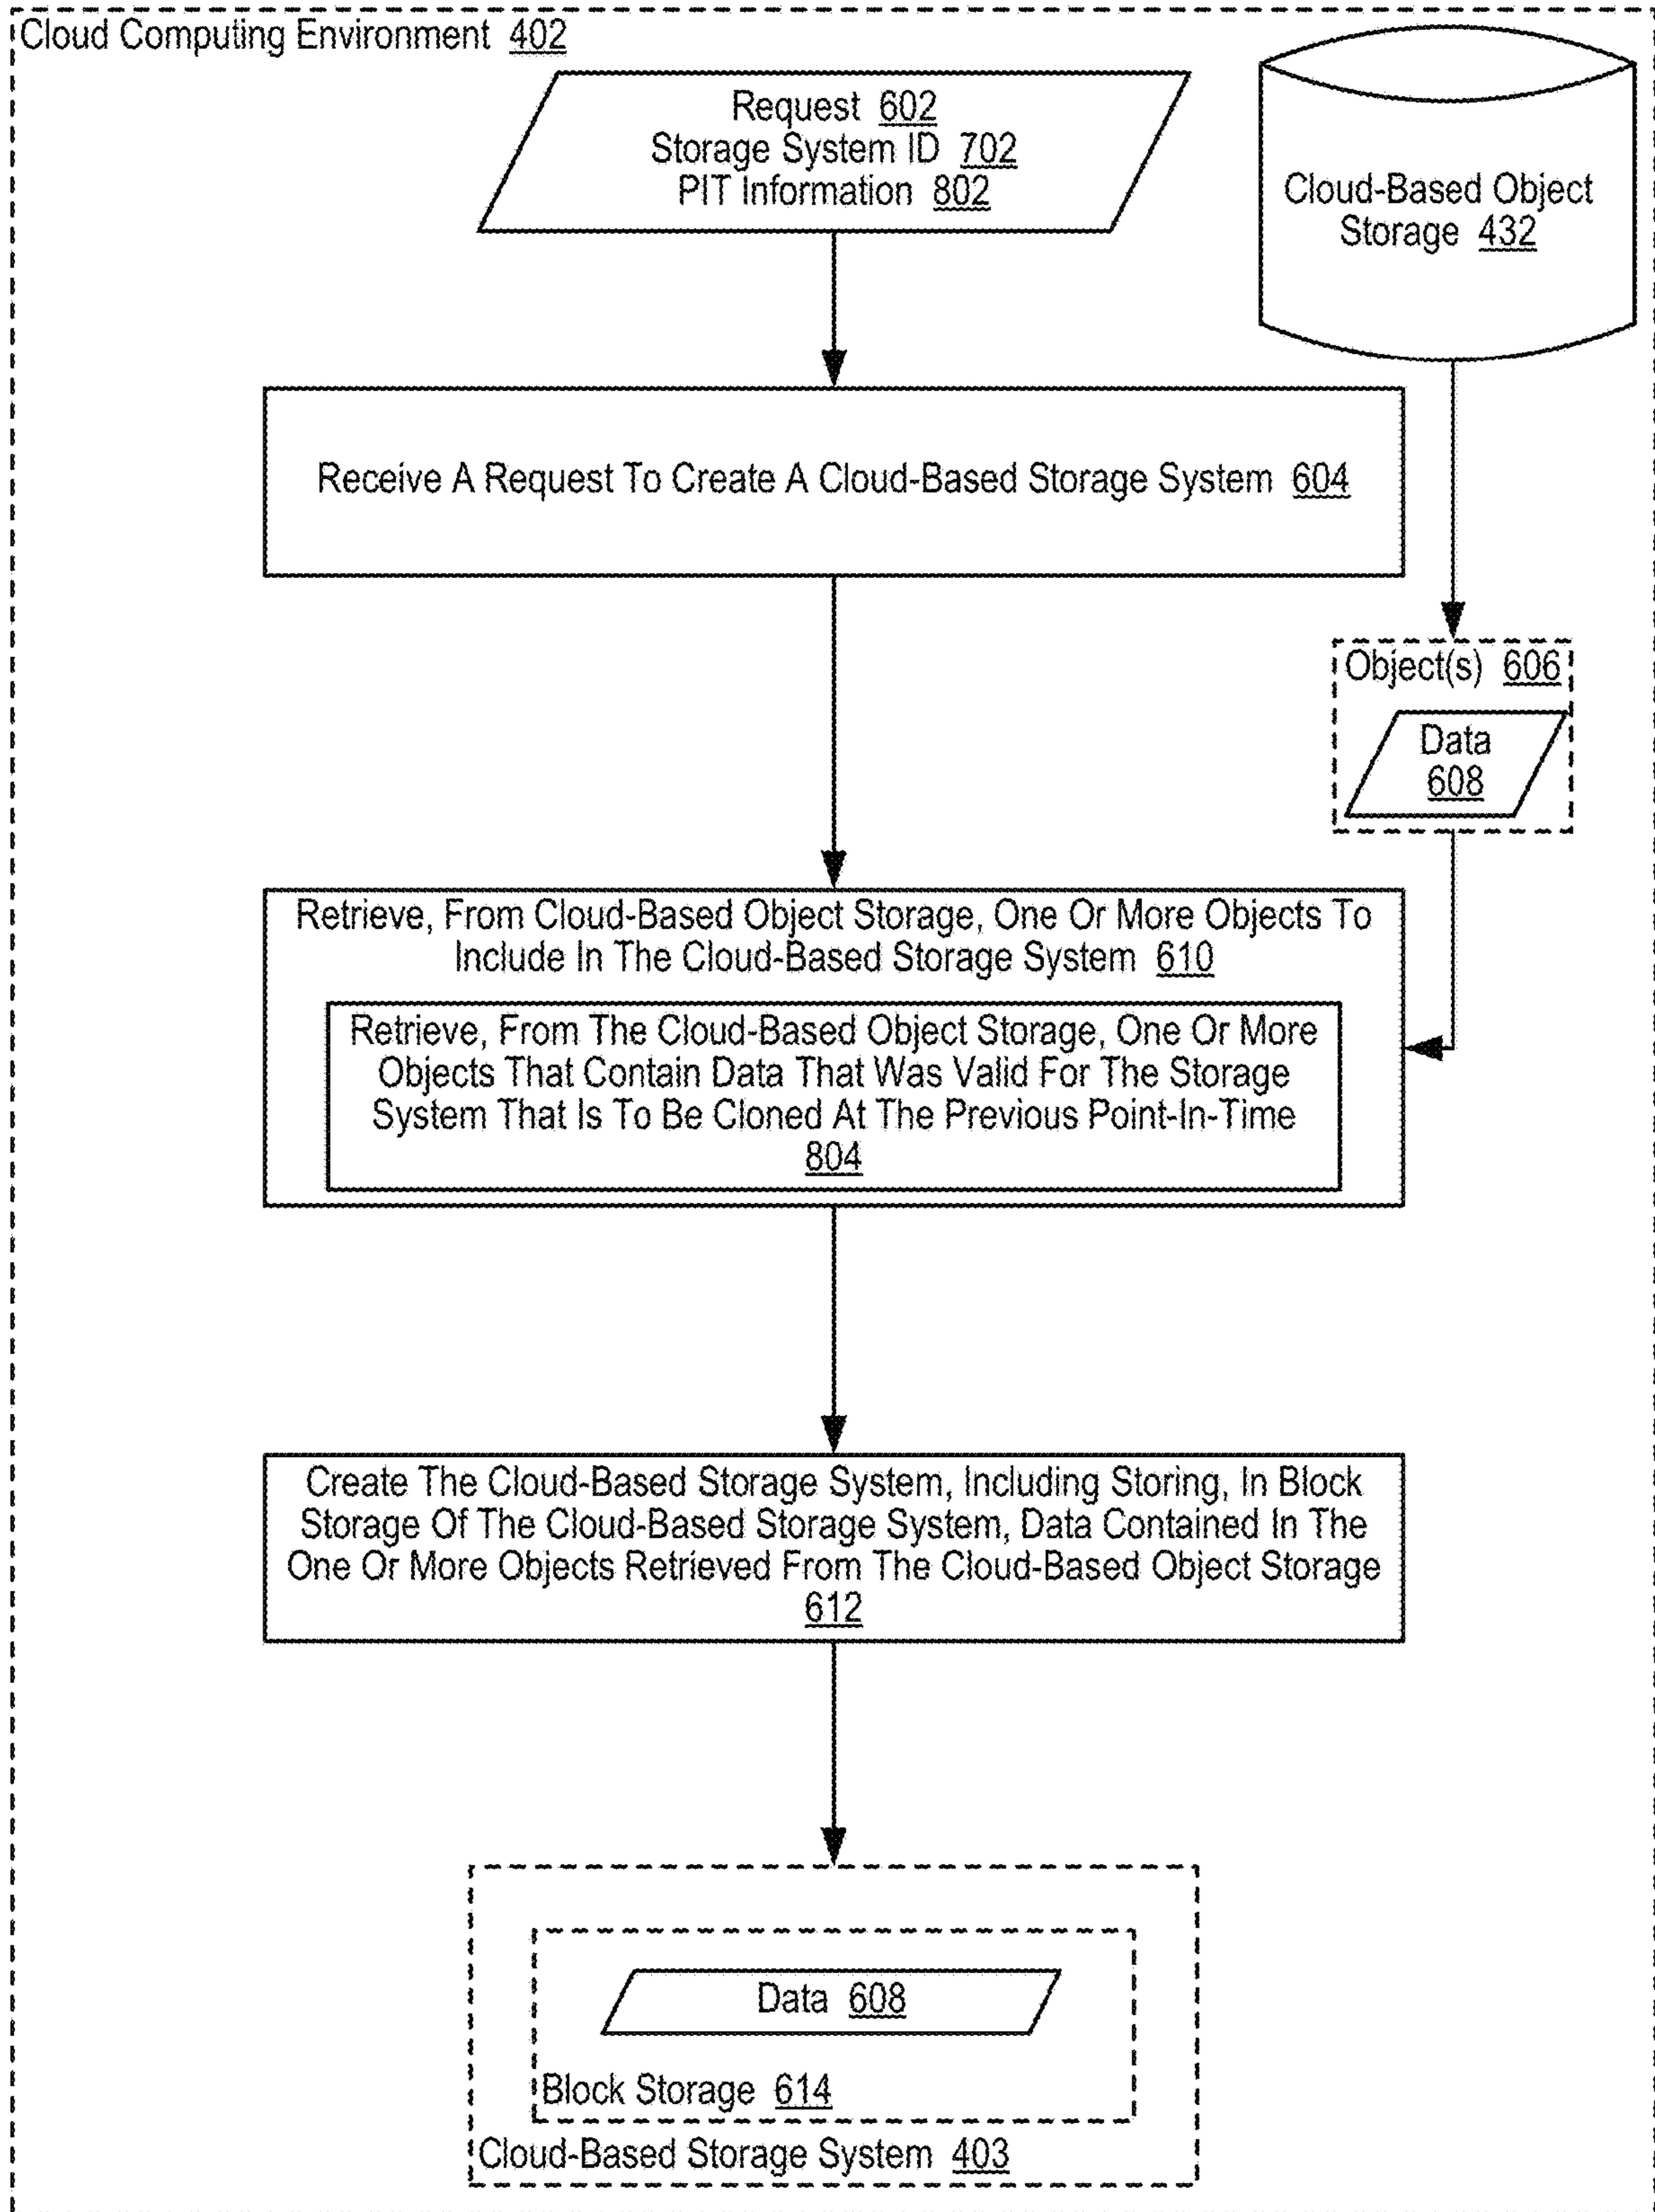 Cloud Computing Environment 402
Request 602
Storage System ID 702
PIT Information 802
Cloud-Based Object
Storage 432
Receive A Request To Create A Cloud-Based Storage System 604
Object(s) 606
Data
608
Retrieve, From Cloud-Based Object Storage, One Or More Objects To
Include In The Cloud-Based Storage System 610
Retrieve, From The Cloud-Based Object Storage, One Or More
Objects That Contain Data That Was Valid For The Storage
System That Is To Be Cloned At The Previous Point-In-Time
804
Create The Cloud-Based Storage System, Including Storing, In Block
Storage Of The Cloud-Based Storage System, Data Contained In The
One Or More Objects Retrieved From The Cloud-Based Object Storage
612
Data 608
Block Storage 614
Cloud-Based Storage System 403